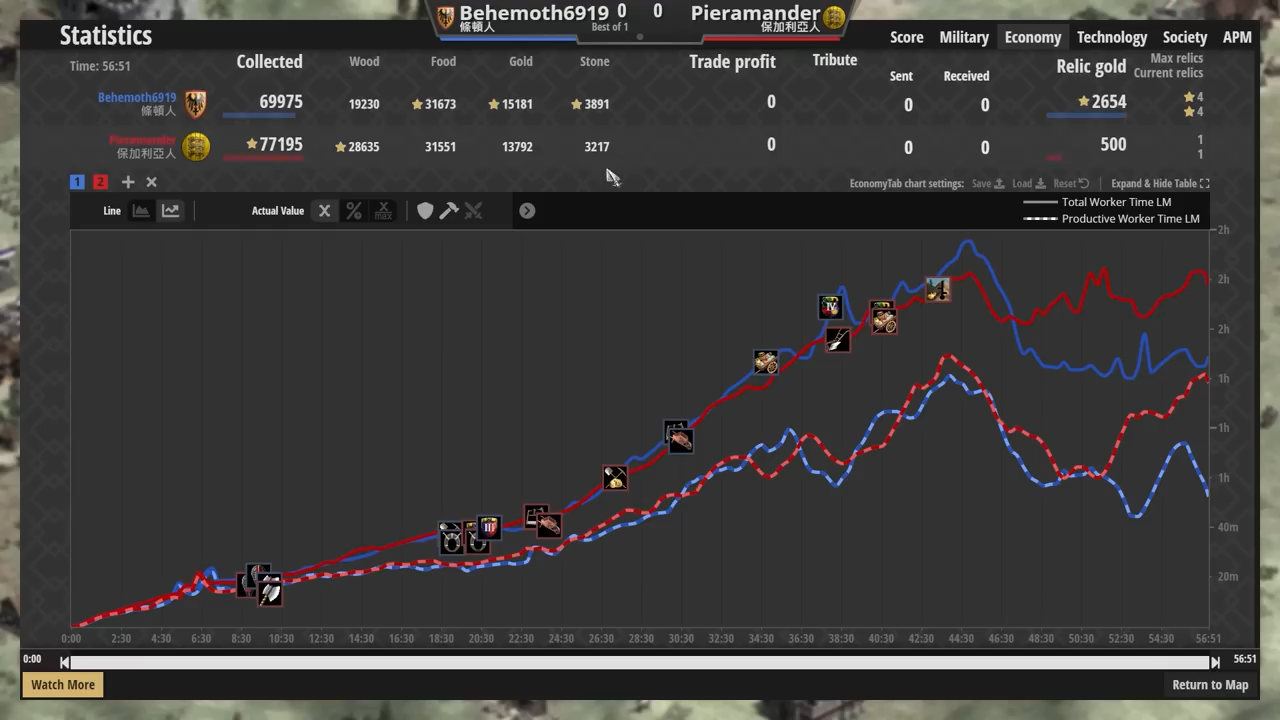 Behemoth6919 0 0 Pieramander
條頓人 Best of 1 保加利亞人
Statistics
Score Military Economy Technology Society APM
Time: 56:51
Collected Wood Food Gold Stone Trade profit Tribute Sent Received Relic gold Max relics
Current relics
Behemoth6919 69975 19230 31673 15181 3891 0 0 0 2654 4
條頓人 4
Pieramander 77195 28635 31551 13792 3217 0 0 0 500 1
保加利亞人 1
1 2
EconomyTab chart settings: Save Load Reset Expand & Hide Table
Line Actual Value X % X max
Total Worker Time LM
Productive Worker Time LM
2h
2h
2h
1h
1h
1h
40m
20m
IV
III
0:00 2:30 4:30 6:30 8:30 10:30 12:30 14:30 16:30 18:30 20:30 22:30 24:30 26:30 28:30 30:30 32:30 34:30 36:30 38:30 40:30 42:30 44:30 46:30 48:30 50:30 52:30 54:30 56:51
0:00 56:51
Watch More Return to Map